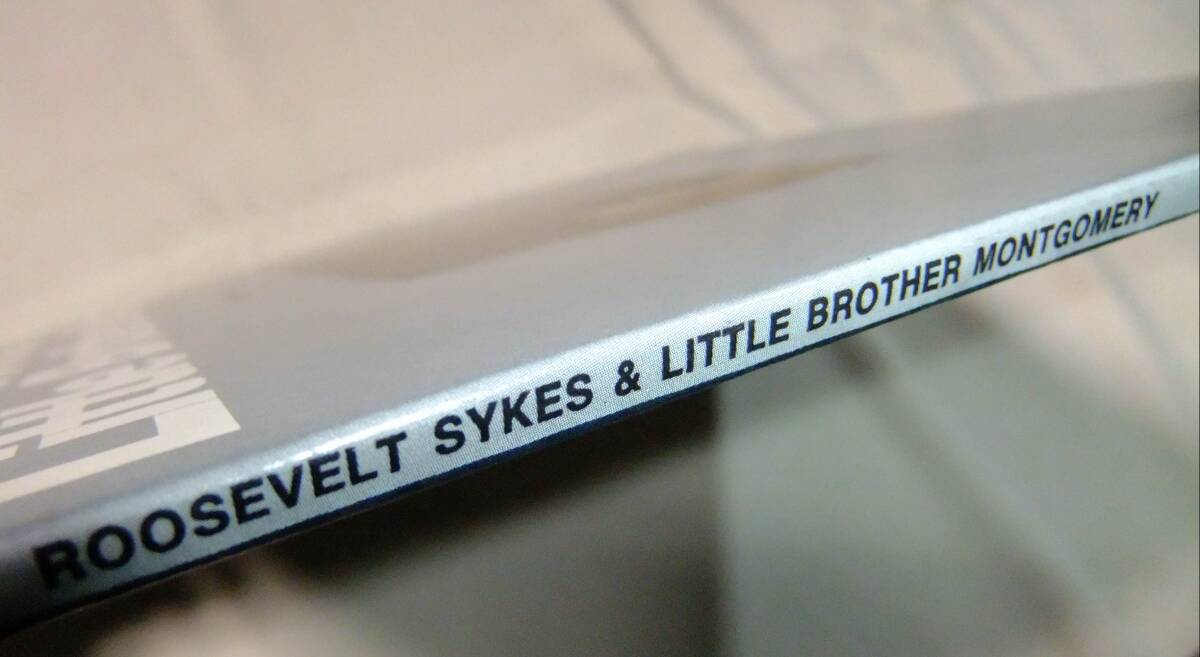 ROOSEVELT SYKES & LITTLE BROTHER MONTGOMERY